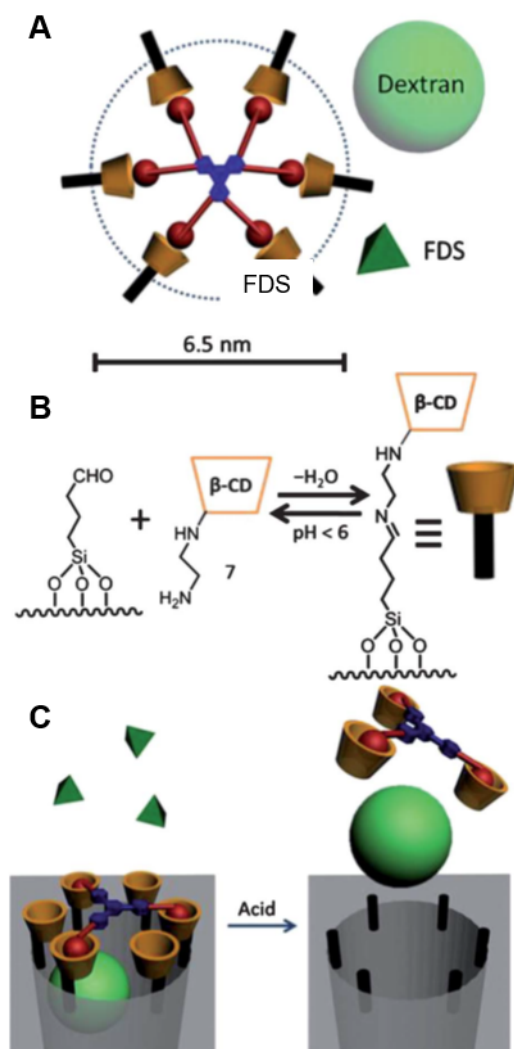 A
Dextran
FDS
FDS
6.5 nm
B
β-CD
CHO
β-CD
HN
–H₂O
+
HN
N
pH < 6
Si
7
O O O
H₂N
Si
O O O
C
Acid